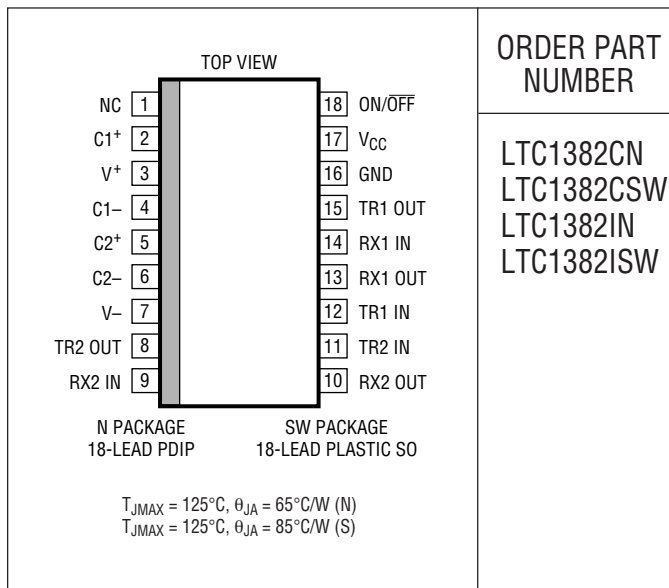 TOP VIEW
NC 1
C1+ 2
V+ 3
C1– 4
C2+ 5
C2– 6
V– 7
TR2 OUT 8
RX2 IN 9
18 ON/OFF
17 VCC
16 GND
15 TR1 OUT
14 RX1 IN
13 RX1 OUT
12 TR1 IN
11 TR2 IN
10 RX2 OUT
N PACKAGE
18-LEAD PDIP
SW PACKAGE
18-LEAD PLASTIC SO
TJMAX = 125°C, θJA = 65°C/W (N)
TJMAX = 125°C, θJA = 85°C/W (S)
ORDER PART
NUMBER
LTC1382CN
LTC1382CSW
LTC1382IN
LTC1382ISW